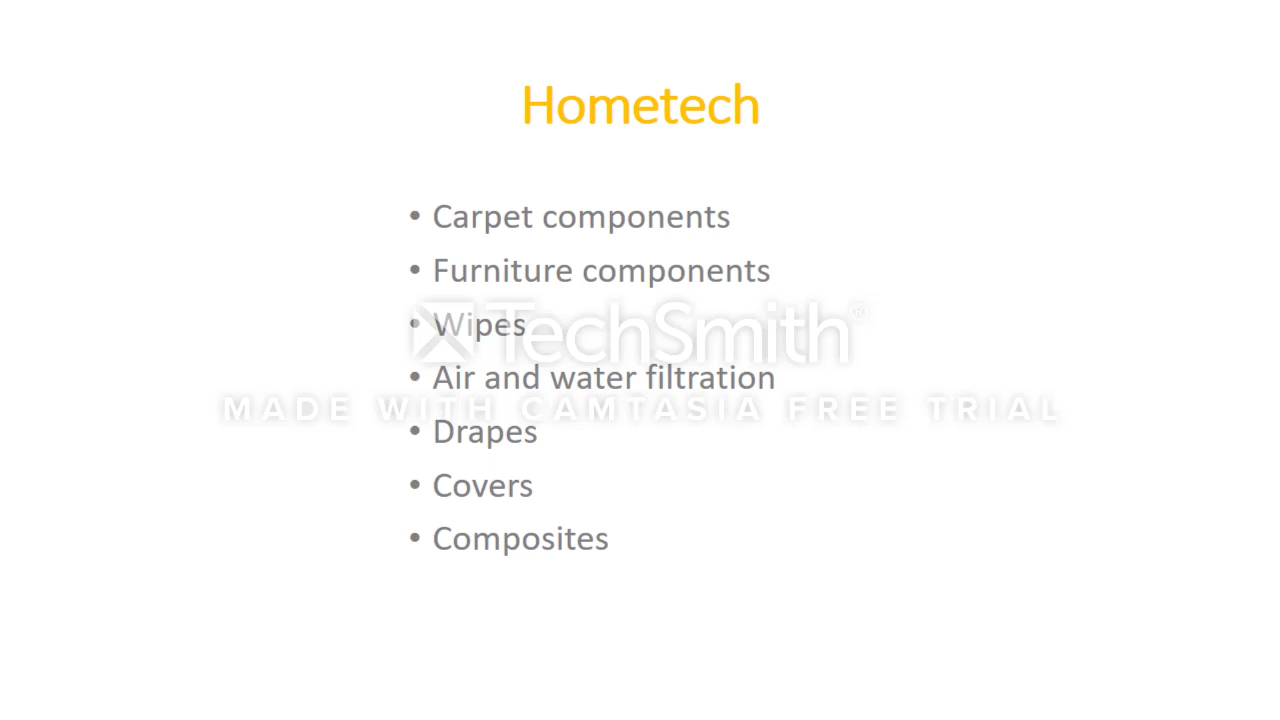 Hometech
• Carpet components
• Furniture components
• Wipes
TechSmith®
• Air and water filtration
MADE WITH CAMTASIA FREE TRIAL
• Drapes
• Covers
• Composites